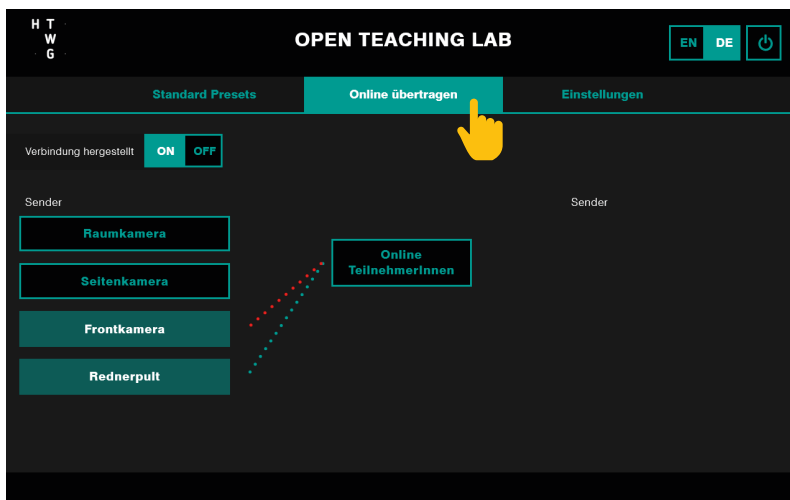 H T
W
G
OPEN TEACHING LAB
EN DE
Standard Presets
Online übertragen
Einstellungen
Verbindung hergestellt ON OFF
Sender
Sender
Raumkamera
Seitenkamera
Frontkamera
Rednerpult
Online
TeilnehmerInnen